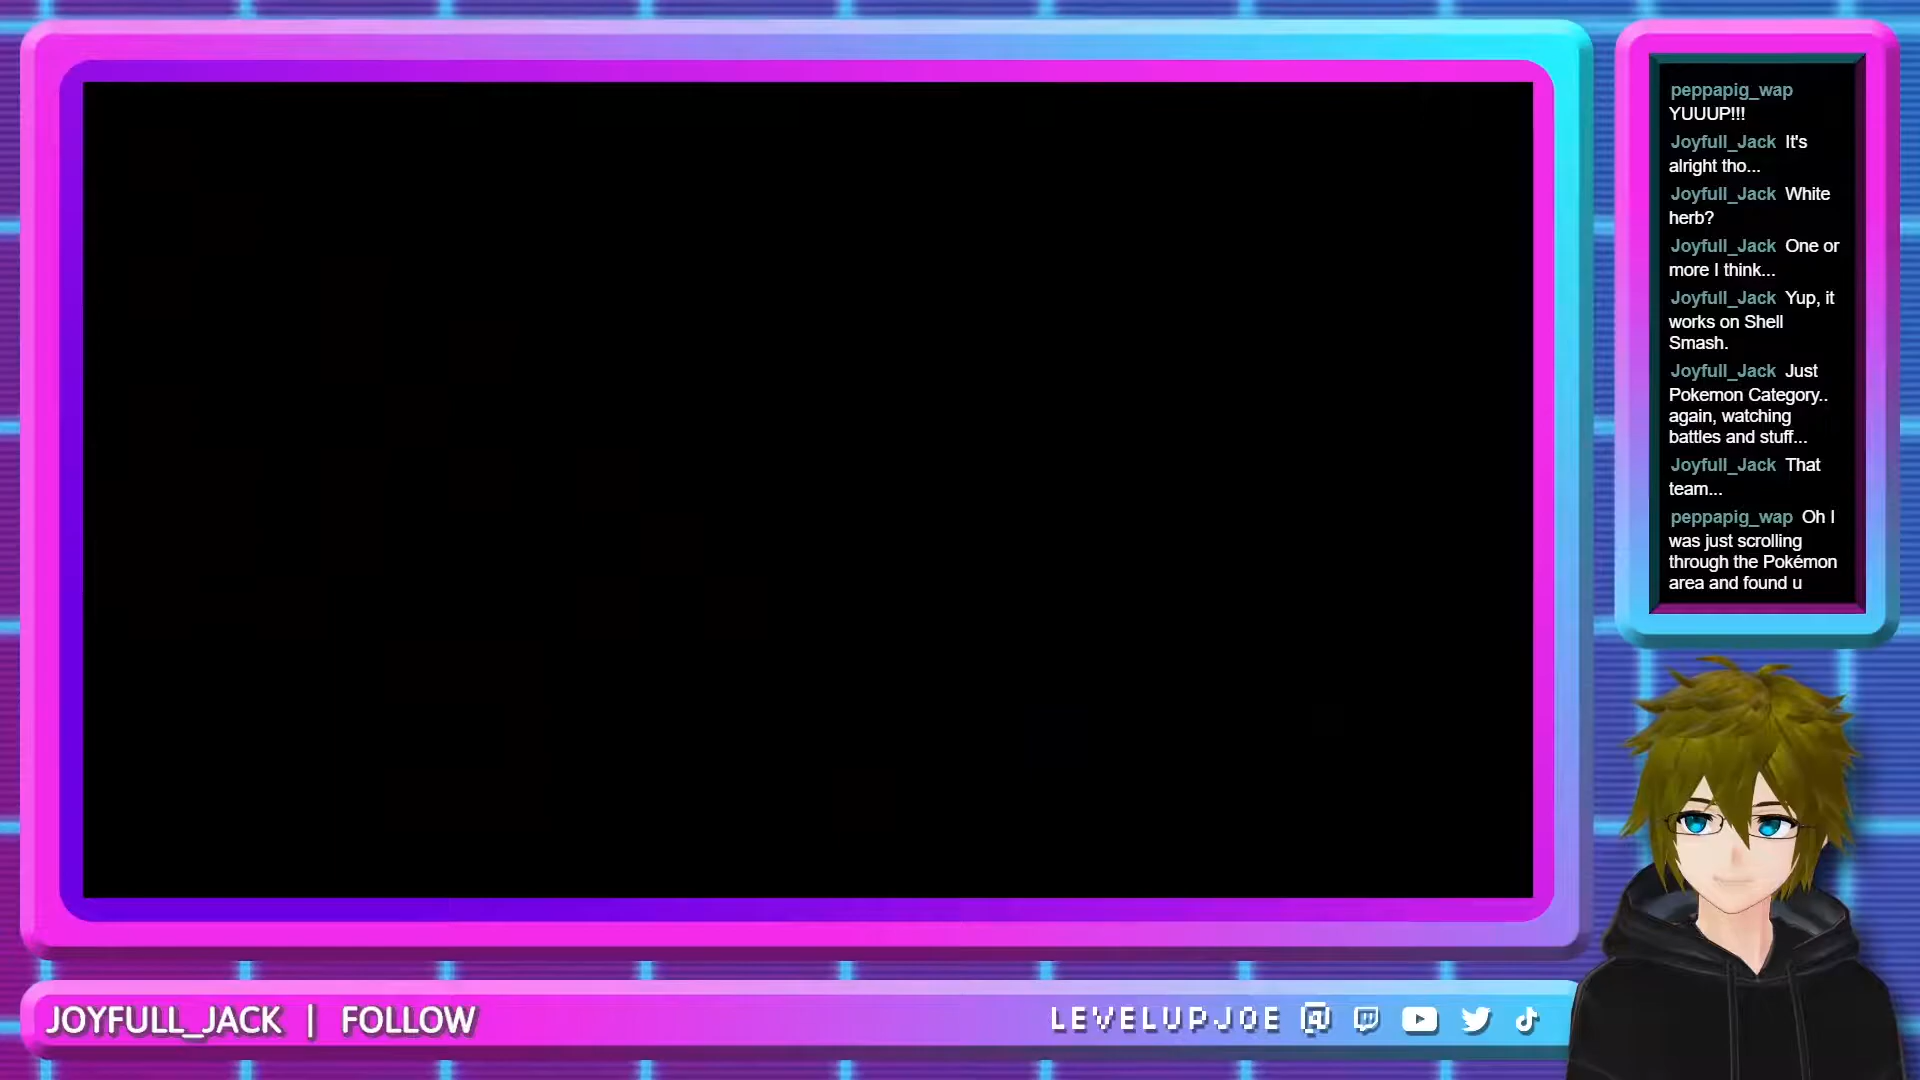 peppapig_wap
YUUUP!!!
Joyfull_Jack It's
alright tho...
Joyfull_Jack White
herb?
Joyfull_Jack One or
more I think...
Joyfull_Jack Yup, it
works on Shell
Smash.
Joyfull_Jack Just
Pokemon Category..
again, watching
battles and stuff...
Joyfull_Jack That
team...
peppapig_wap Oh I
was just scrolling
through the Pokémon
area and found u
JOYFULL_JACK | FOLLOW
LEVELUPJOE @